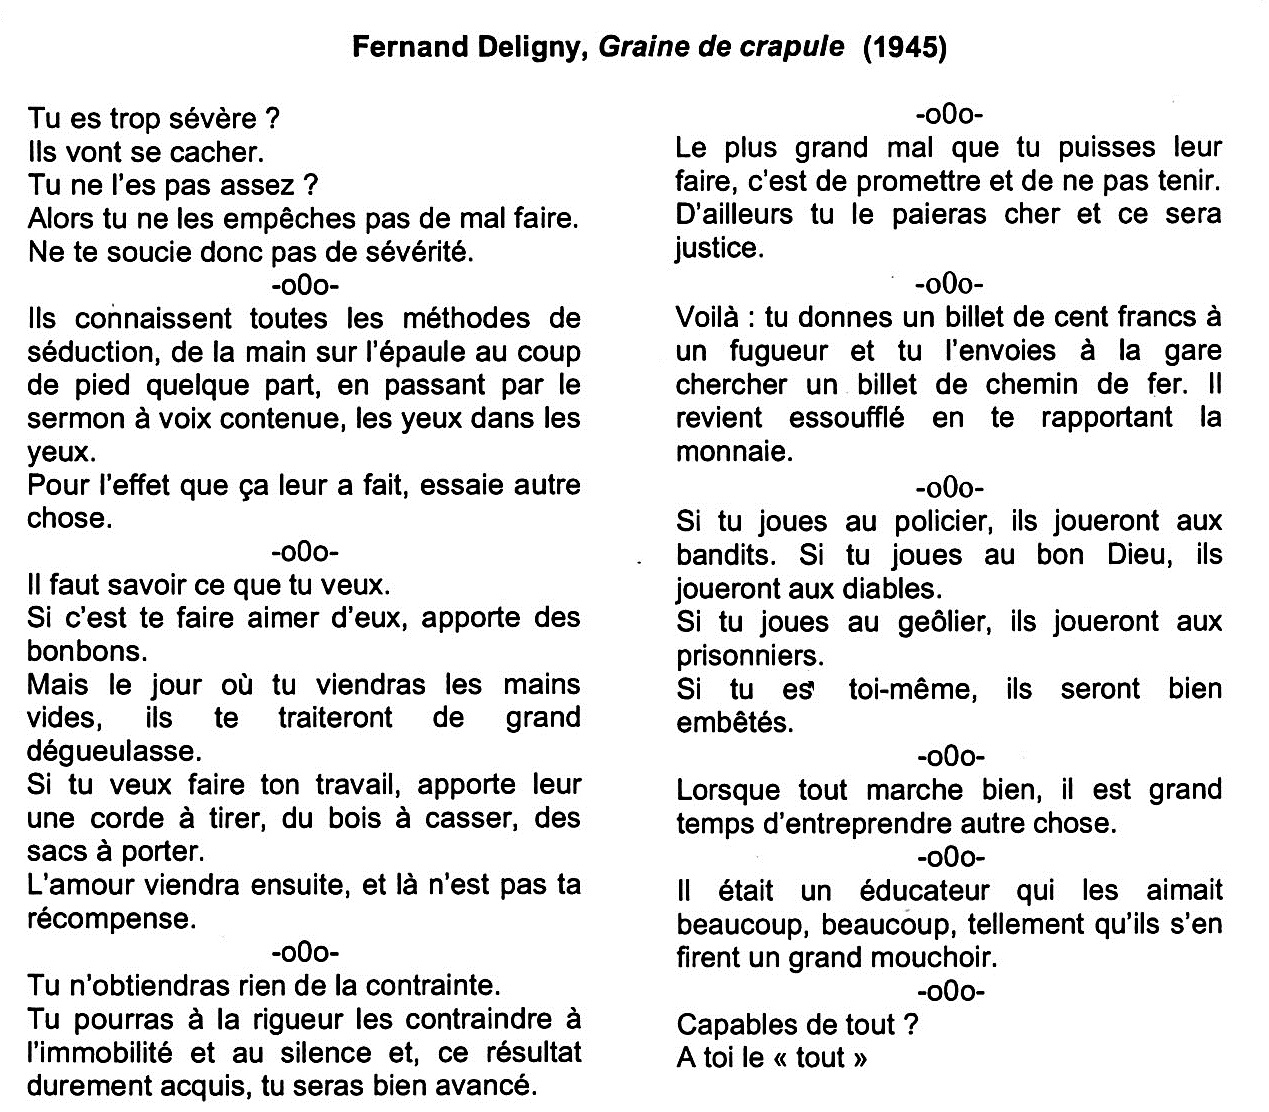 Fernand Deligny, Graine de crapule (1945)
Tu es trop sévère ?
Ils vont se cacher.
Tu ne l'es pas assez ?
Alors tu ne les empêches pas de mal faire.
Ne te soucie donc pas de sévérité.
-o0o-
Ils connaissent toutes les méthodes de
séduction, de la main sur l'épaule au coup
de pied quelque part, en passant par le
sermon à voix contenue, les yeux dans les
yeux.
Pour l'effet que ça leur a fait, essaie autre
chose.
-o0o-
Il faut savoir ce que tu veux.
Si c'est te faire aimer d'eux, apporte des
bonbons.
Mais le jour où tu viendras les mains
vides, ils te traiteront de grand
dégueulasse.
Si tu veux faire ton travail, apporte leur
une corde à tirer, du bois à casser, des
sacs à porter.
L'amour viendra ensuite, et là n'est pas ta
récompense.
-o0o-
Tu n'obtiendras rien de la contrainte.
Tu pourras à la rigueur les contraindre à
l'immobilité et au silence et, ce résultat
durement acquis, tu seras bien avancé.
-o0o-
Le plus grand mal que tu puisses leur
faire, c'est de promettre et de ne pas tenir.
D'ailleurs tu le paieras cher et ce sera
justice.
-o0o-
Voilà : tu donnes un billet de cent francs à
un fugueur et tu l'envoies à la gare
chercher un billet de chemin de fer. Il
revient essoufflé en te rapportant la
monnaie.
-o0o-
Si tu joues au policier, ils joueront aux
bandits. Si tu joues au bon Dieu, ils
joueront aux diables.
Si tu joues au geôlier, ils joueront aux
prisonniers.
Si tu es toi-même, ils seront bien
embêtés.
-o0o-
Lorsque tout marche bien, il est grand
temps d'entreprendre autre chose.
-o0o-
Il était un éducateur qui les aimait
beaucoup, beaucoup, tellement qu'ils s'en
firent un grand mouchoir.
-o0o-
Capables de tout ?
A toi le « tout »